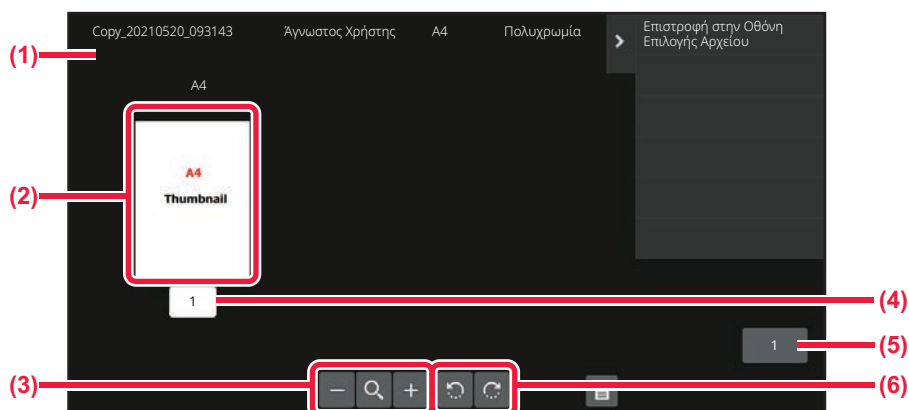 Copy_20210520_093143 Άγνωστος Χρήστης A4 Πολυχρωμία
Επιστροφή στην Οθόνη
Επιλογής Αρχείου
(1)
A4
(2)
A4
Thumbnail
1
(4)
1
(5)
(3)
(6)